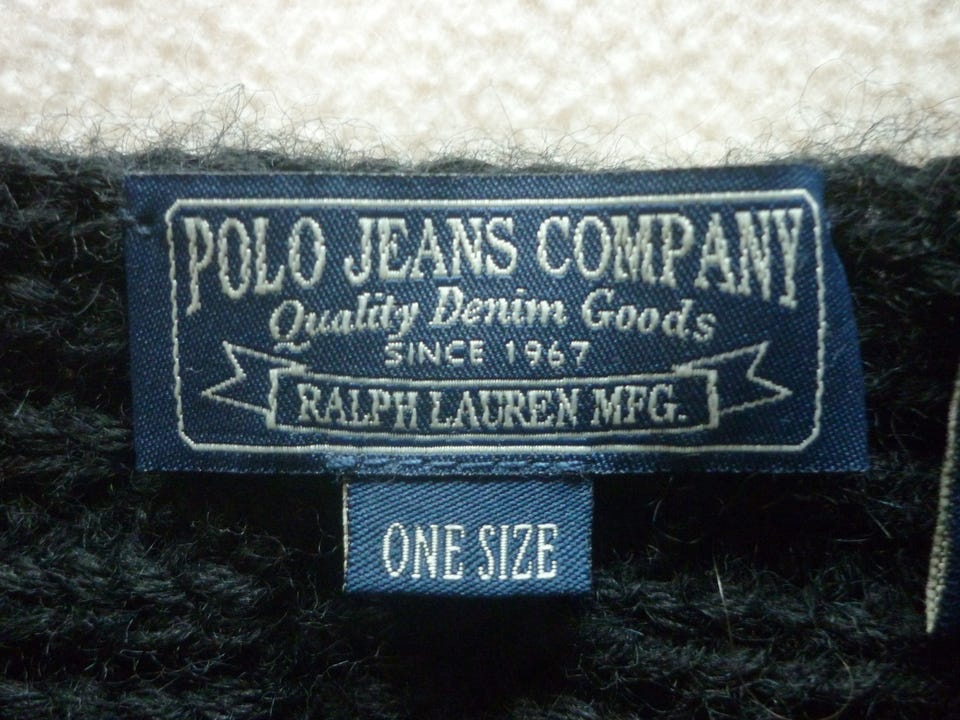 POLO JEANS COMPANY
Quality Denim Goods
SINCE 1967
RALPH LAUREN MFG.
ONE SIZE